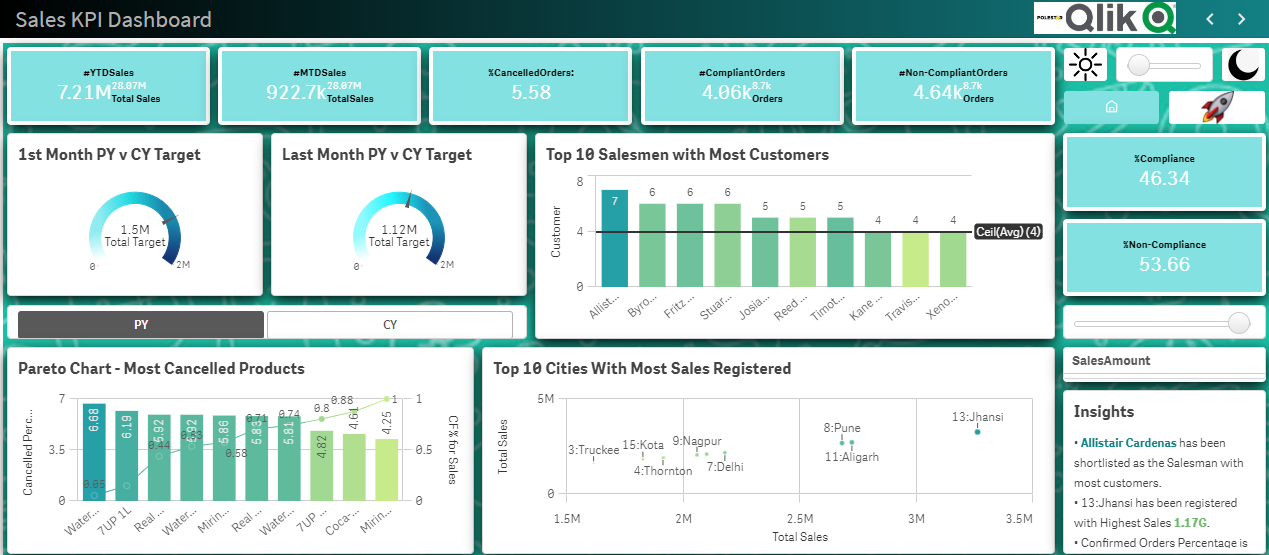 Sales KPI Dashboard
POLESTAR Qlik Q
#YTDSales
7.21M 28.07M
Total Sales
#MTDSales
922.7k 28.07M
TotalSales
%CancelledOrders:
5.58
#CompliantOrders
4.06k 8.7k
Orders
#Non-CompliantOrders
4.64k 8.7k
Orders
1st Month PY v CY Target
1.5M
Total Target
0
2M
Last Month PY v CY Target
1.12M
Total Target
0
2M
PY
CY
Top 10 Salesmen with Most Customers
Customer
8
4
0
7
6
6
6
5
5
5
4
4
4
Ceil(Avg) (4)
Allist...
Byro...
Fritz ...
Stuar...
Josia...
Reed ...
Timot...
Kane ...
Travis...
Xeno...
%Compliance
46.34
%Non-Compliance
53.66
Pareto Chart - Most Cancelled Products
Cancelled Perc...
7
3.5
0
6.68
6.19
5.92
5.92
5.86
5.83
5.81
4.82
4.61
4.25
0.05
0.44
0.58
0.71
0.74
0.8
0.88
1
1
0.5
0
CF% for Sales
Water...
7UP 1L
Real ...
Water...
Mirin...
Real ...
Water...
7UP ...
Coca-...
Mirin...
Top 10 Cities With Most Sales Registered
Total Sales
5M
0
3:Truckee
15:Kota
4:Thornton
9:Nagpur
7:Delhi
8:Pune
11:Aligarh
13:Jhansi
1.5M
2M
2.5M
3M
3.5M
Total Sales
SalesAmount
Insights
• Allistair Cardenas has been
shortlisted as the Salesman with
most customers.
• 13:Jhansi has been registered
with Highest Sales 1.17G.
• Confirmed Orders Percentage is